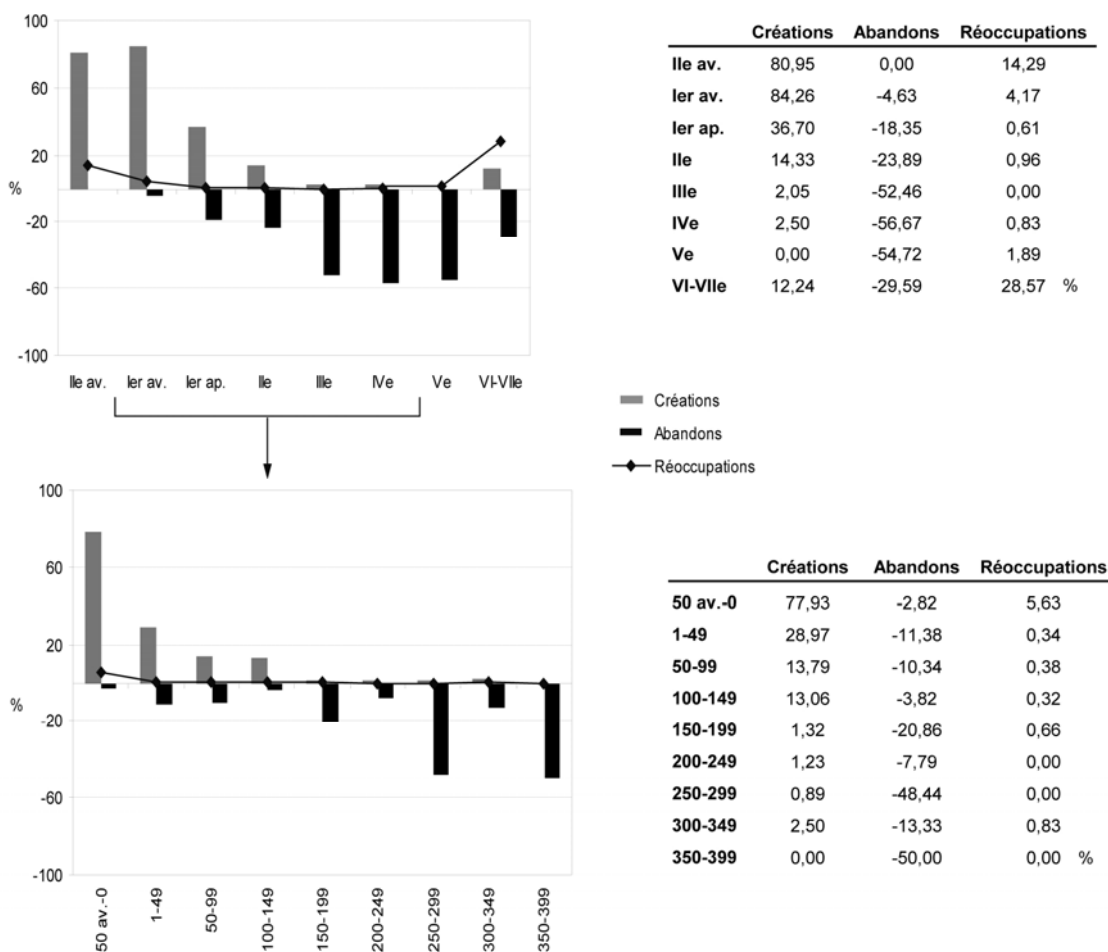 100
60
20
%
-20
-60
-100
IIe av. Ier av. Ier ap. IIe IIIe IVe Ve VI-VIIe
Créations Abandons Réoccupations
IIe av. 80,95 0,00 14,29
Ier av. 84,26 -4,63 4,17
Ier ap. 36,70 -18,35 0,61
IIe 14,33 -23,89 0,96
IIIe 2,05 -52,46 0,00
IVe 2,50 -56,67 0,83
Ve 0,00 -54,72 1,89
VI-VIIe 12,24 -29,59 28,57 %
Créations
Abandons
Réoccupations
100
60
20
%
-20
-60
-100
50 av.-0 1-49 50-99 100-149 150-199 200-249 250-299 300-349 350-399
Créations Abandons Réoccupations
50 av.-0 77,93 -2,82 5,63
1-49 28,97 -11,38 0,34
50-99 13,79 -10,34 0,38
100-149 13,06 -3,82 0,32
150-199 1,32 -20,86 0,66
200-249 1,23 -7,79 0,00
250-299 0,89 -48,44 0,00
300-349 2,50 -13,33 0,83
350-399 0,00 -50,00 0,00 %